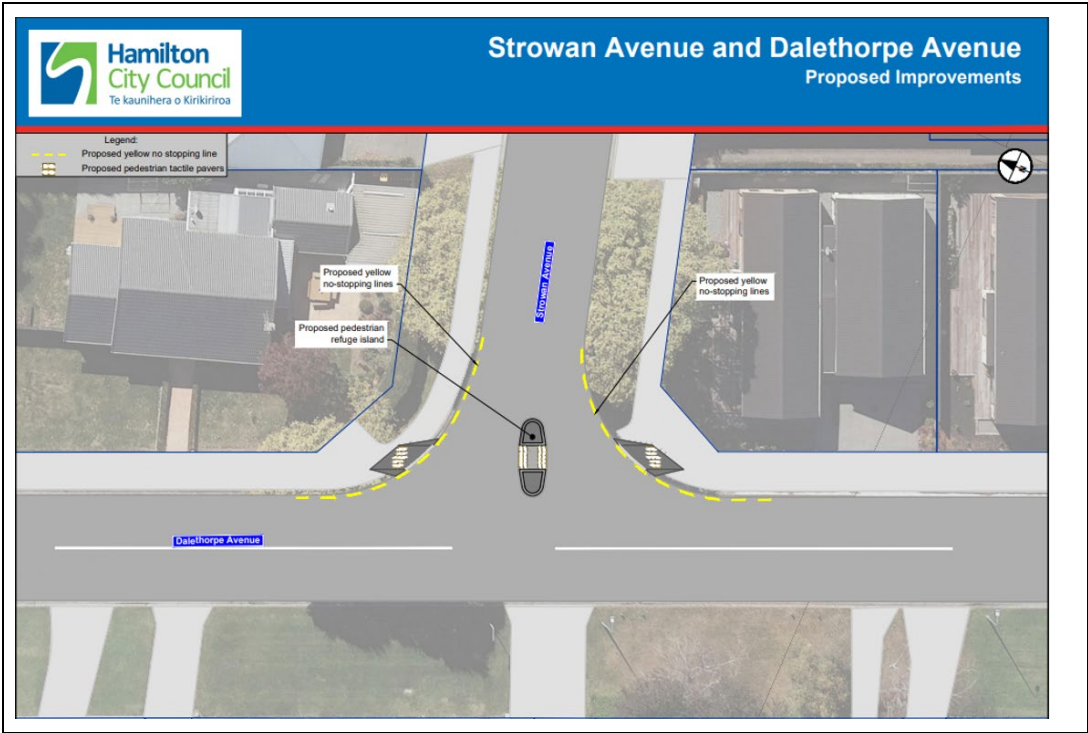 Hamilton
City Council
Te kaunihera o Kirikiriroa
Strowan Avenue and Dalethorpe Avenue
Proposed Improvements
Legend:
Proposed yellow no stopping line
Proposed pedestrian tactile pavers
Proposed yellow
no-stopping lines
Strowan Avenue
Proposed yellow
no-stopping lines
Proposed pedestrian
refuge island
Dalethorpe Avenue